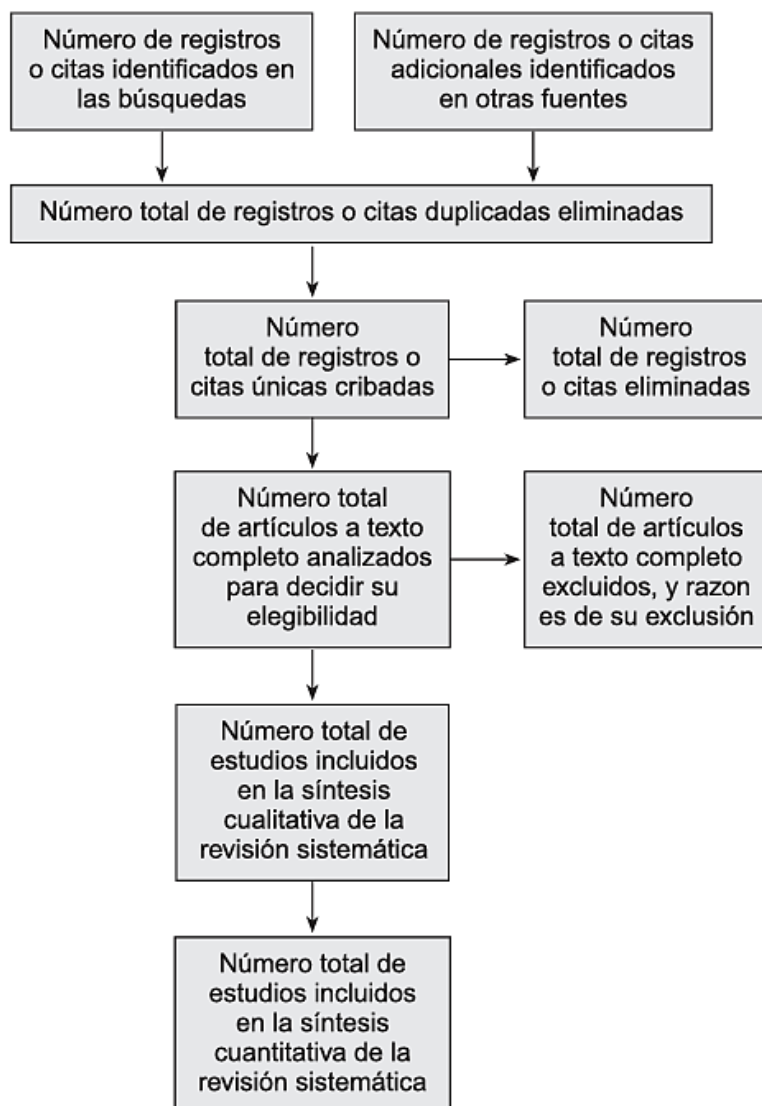 Número de registros
o citas identificados en
las búsquedas
Número de registros o citas
adicionales identificados
en otras fuentes
Número total de registros o citas duplicadas eliminadas
Número
total de registros o
citas únicas cribadas
Número
total de registros
o citas eliminadas
Número total
de artículos a texto
completo analizados
para decidir su
elegibilidad
Número
total de artículos
a texto completo
excluidos, y razon
es de su exclusión
Número total de
estudios incluidos
en la síntesis
cualitativa de la
revisión sistemática
Número total de
estudios incluidos
en la síntesis
cuantitativa de la
revisión sistemática